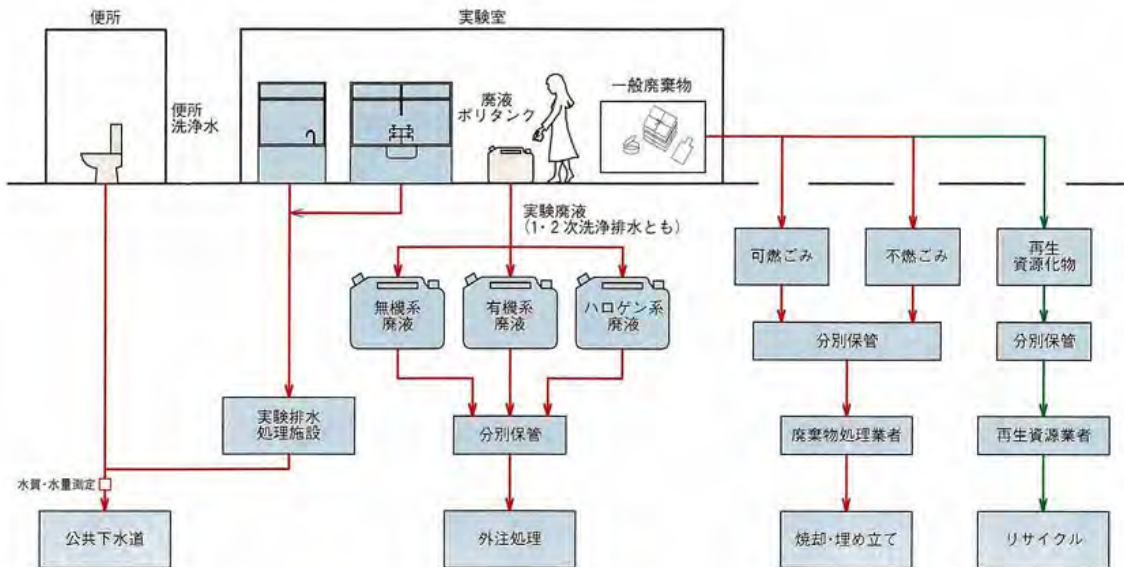 便所
実験室
便所
洗浄水
廃液
ポリタンク
一般廃棄物
実験廃液
（1・2次洗浄排水とも）
無機系
廃液
有機系
廃液
ハロゲン系
廃液
可燃ごみ
不燃ごみ
再生
資源化物
分別保管
分別保管
実験排水
処理施設
分別保管
廃棄物処理業者
再生資源業者
水質・水量測定
公共下水道
外注処理
焼却・埋め立て
リサイクル